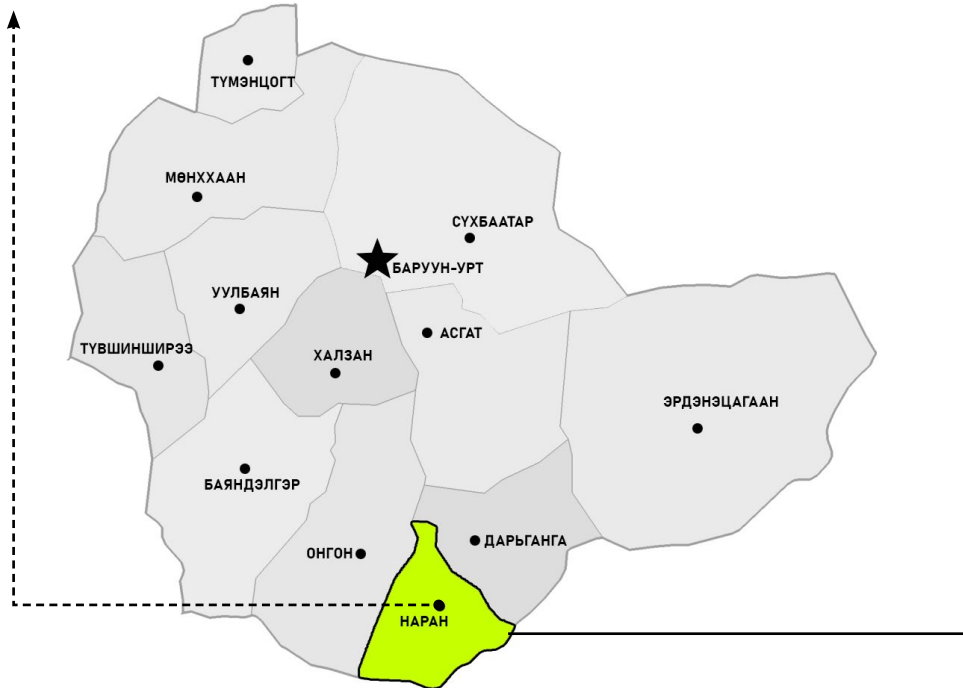 ТҮМЭНЦОГТ
МӨНХХААН
СҮХБААТАР
БАРУУН-УРТ
УУЛБАЯН
АСГАТ
ТҮВШИНШИРЭЭ
ХАЛЗАН
ЭРДЭНЭЦАГААН
БАЯНДЭЛГЭР
ОНГОН
ДАРЬГАНГА
НАРАН